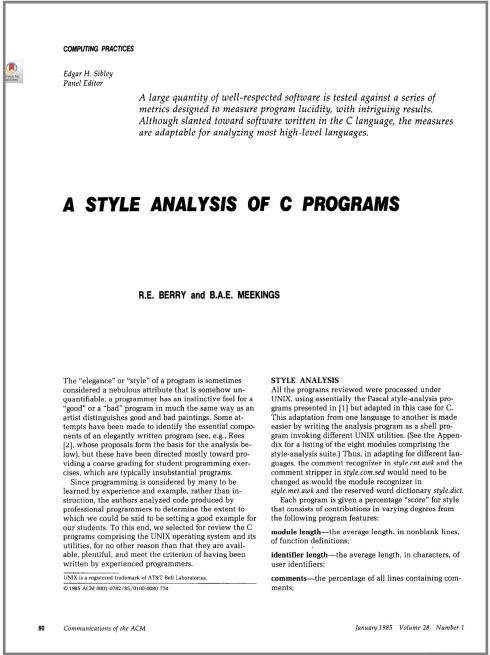 COMPUTING PRACTICES
Edgar H. Sibley
Panel Editor
A large quantity of well-respected software is tested against a series of
metrics designed to measure program lucidity, with intriguing results.
Although slanted toward software written in the C language, the measures
are adaptable for analyzing most high-level languages.
A STYLE ANALYSIS OF C PROGRAMS
R.E. BERRY and B.A.E. MEEKINGS
The "elegance" or "style" of a program is sometimes
considered a nebulous attribute that is somehow un-
quantifiable; a programmer has an instinctive feel for a
"good" or a "bad" program in much the same way as an
artist distinguishes good and bad paintings. Some at-
tempts have been made to identify the essential compo-
nents of an elegantly written program (see, e.g., Rees
[2], whose proposals form the basis for the analysis be-
low), but these have been directed mostly toward pro-
viding a coarse grading for student programming exer-
cises, which are typically insubstantial programs.
Since programming is considered by many to be
learned by experience and example, rather than in-
struction, the authors analyzed code produced by
professional programmers to determine the extent to
which we could be said to be setting a good example for
our students. To this end, we selected for review the C
programs comprising the UNIX operating system and its
utilities, for no other reason than that they are avail-
able, plentiful, and meet the criterion of having been
written by experienced programmers.
UNIX is a registered trademark of AT&T Bell Laboratories.
© 1985 ACM 0001-0782/85/0100-0080 75¢
STYLE ANALYSIS
All the programs reviewed were processed under
UNIX, using essentially the Pascal style-analysis pro-
grams presented in [1] but adapted in this case for C.
This adaptation from one language to another is made
easier by writing the analysis program as a shell pro-
gram invoking different UNIX utilities. (See the Appen-
dix for a listing of the eight modules comprising the
style-analysis suite.) Thus, in adapting for different lan-
guages, the comment recognizer in style.cnt.awk and the
comment stripper in style.com.sed would need to be
changed as would the module recognizer in
style.met.awk and the reserved word dictionary style.dict.
Each program is given a percentage "score" for style
that consists of contributions in varying degrees from
the following program features:
module length—the average length, in nonblank lines,
of function definitions;
identifier length—the average length, in characters, of
user identifiers;
comments—the percentage of all lines containing com-
ments;
80 Communications of the ACM
January 1985 Volume 28 Number 1